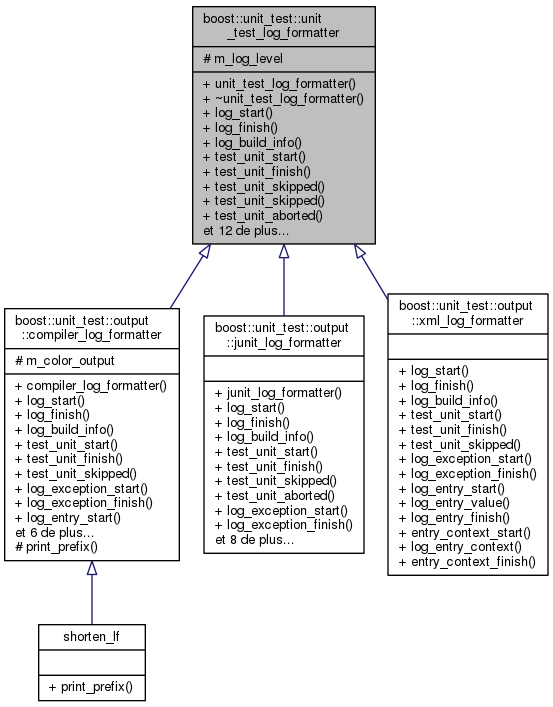 boost::unit_test::unit
_test_log_formatter
# m_log_level
+ unit_test_log_formatter()
+ ~unit_test_log_formatter()
+ log_start()
+ log_finish()
+ log_build_info()
+ test_unit_start()
+ test_unit_finish()
+ test_unit_skipped()
+ test_unit_skipped()
+ test_unit_aborted()
et 12 de plus...
boost::unit_test::output
::compiler_log_formatter
# m_color_output
+ compiler_log_formatter()
+ log_start()
+ log_finish()
+ log_build_info()
+ test_unit_start()
+ test_unit_finish()
+ test_unit_skipped()
+ log_exception_start()
+ log_exception_finish()
+ log_entry_start()
et 6 de plus...
# print_prefix()
boost::unit_test::output
::junit_log_formatter
+ junit_log_formatter()
+ log_start()
+ log_finish()
+ log_build_info()
+ test_unit_start()
+ test_unit_finish()
+ test_unit_skipped()
+ test_unit_aborted()
+ log_exception_start()
+ log_exception_finish()
et 8 de plus...
boost::unit_test::output
::xml_log_formatter
+ log_start()
+ log_finish()
+ log_build_info()
+ test_unit_start()
+ test_unit_finish()
+ test_unit_skipped()
+ log_exception_start()
+ log_exception_finish()
+ log_entry_start()
+ log_entry_value()
+ log_entry_finish()
+ entry_context_start()
+ log_entry_context()
+ entry_context_finish()
shorten_lf
+ print_prefix()